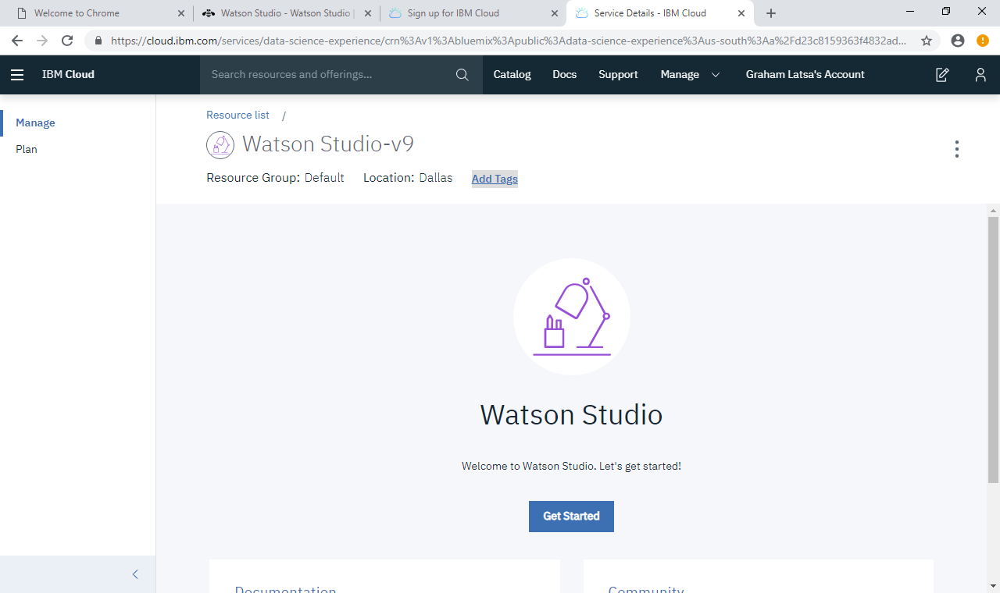 Welcome to Chrome
Watson Studio - Watson Studio |
Sign up for IBM Cloud
Service Details - IBM Cloud
https://cloud.ibm.com/services/data-science-experience/crn%3Av1%3Abluemix%3Apublic%3Adata-science-experience%3Aus-south%3Aa%2Fd23c8159363f4832ad...
IBM Cloud
Search resources and offerings...
Catalog
Docs
Support
Manage
Graham Latsa's Account
Manage
Plan
Resource list /
Watson Studio-v9
Resource Group: Default Location: Dallas Add Tags
Watson Studio
Welcome to Watson Studio. Let's get started!
Get Started
Documentation
Community